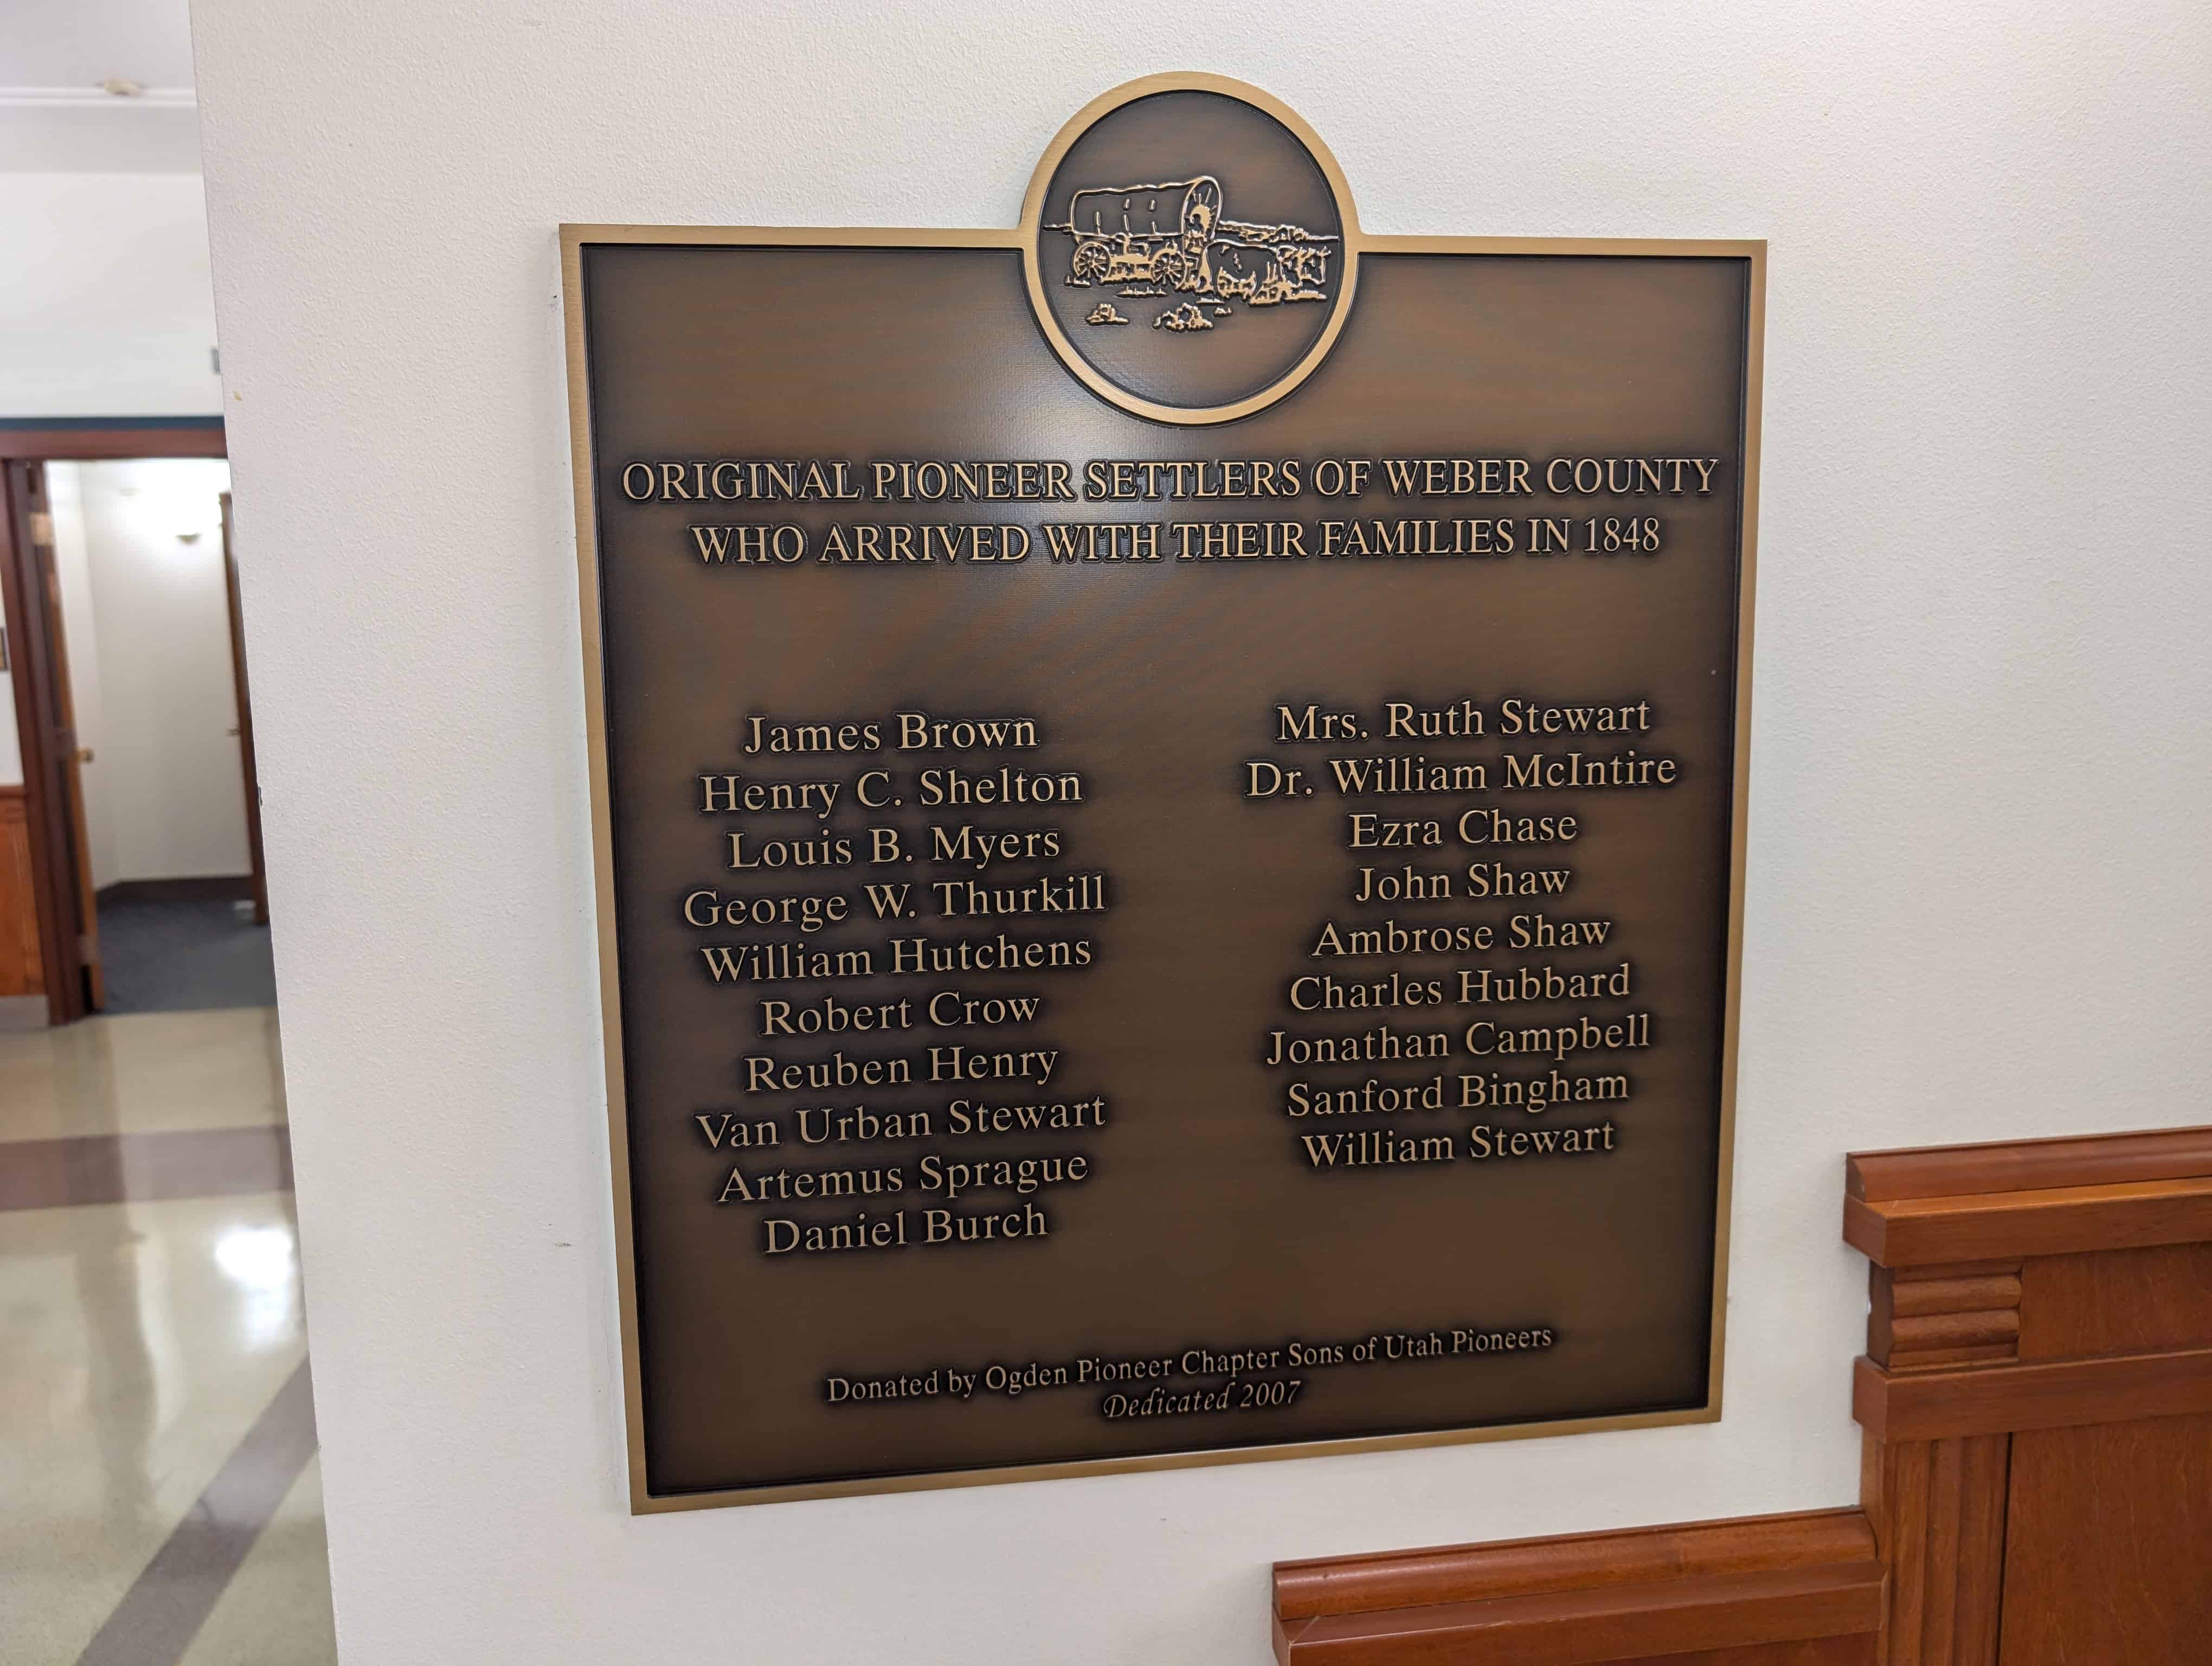 ORIGINAL PIONEER SETTLERS OF WEBER COUNTY
WHO ARRIVED WITH THEIR FAMILIES IN 1848
James Brown
Henry C. Shelton
Louis B. Myers
George W. Thurkill
William Hutchens
Robert Crow
Reuben Henry
Van Urban Stewart
Artemus Sprague
Daniel Burch
Mrs. Ruth Stewart
Dr. William McIntire
Ezra Chase
John Shaw
Ambrose Shaw
Charles Hubbard
Jonathan Campbell
Sanford Bingham
William Stewart
Donated by Ogden Pioneer Chapter Sons of Utah Pioneers
Dedicated 2007